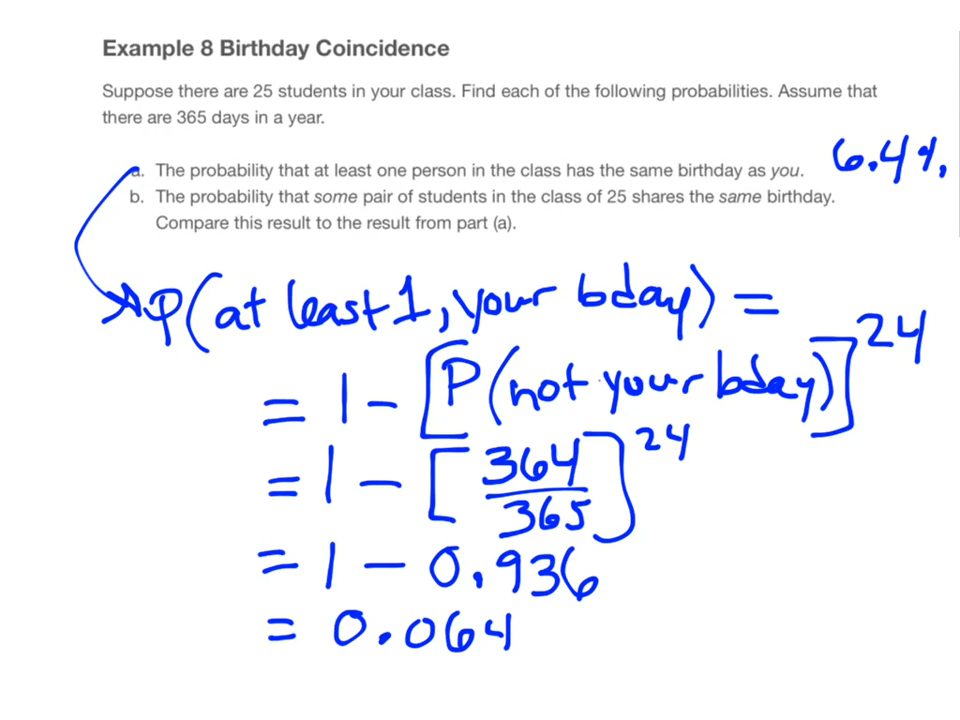 Example 8 Birthday Coincidence
Suppose there are 25 students in your class. Find each of the following probabilities. Assume that
there are 365 days in a year.
a. The probability that at least one person in the class has the same birthday as you. 6.4%
b. The probability that some pair of students in the class of 25 shares the same birthday.
Compare this result to the result from part (a).
P(at least 1, your bday) =
= 1 - [P(not your bday)]^24
= 1 - [364/365]^24
= 1 - 0.936
= 0.064